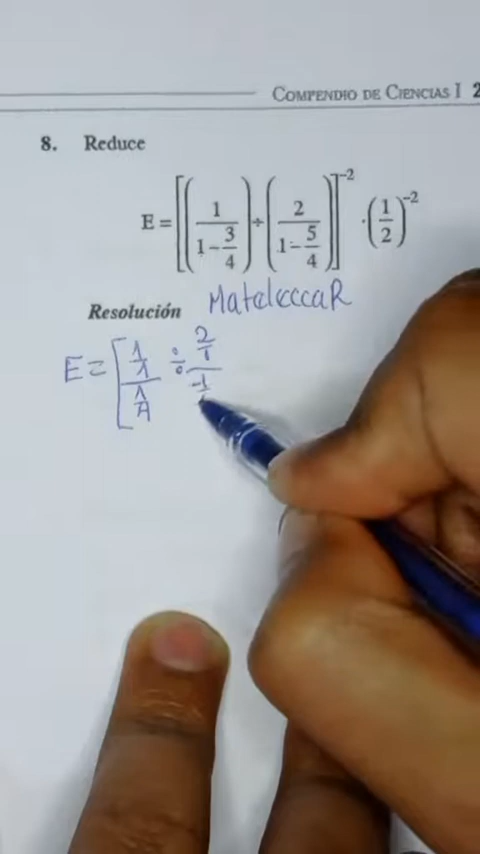 COMPENDIO DE CIENCIAS I 2
8. Reduce
E = [(1/(1-3/4)) ÷ (2/(1-5/4))]^-2 · (1/2)^-2
Resolución MateleccaR
E = [ (1/1)/(1/4) ÷ (2/1)/(-1/